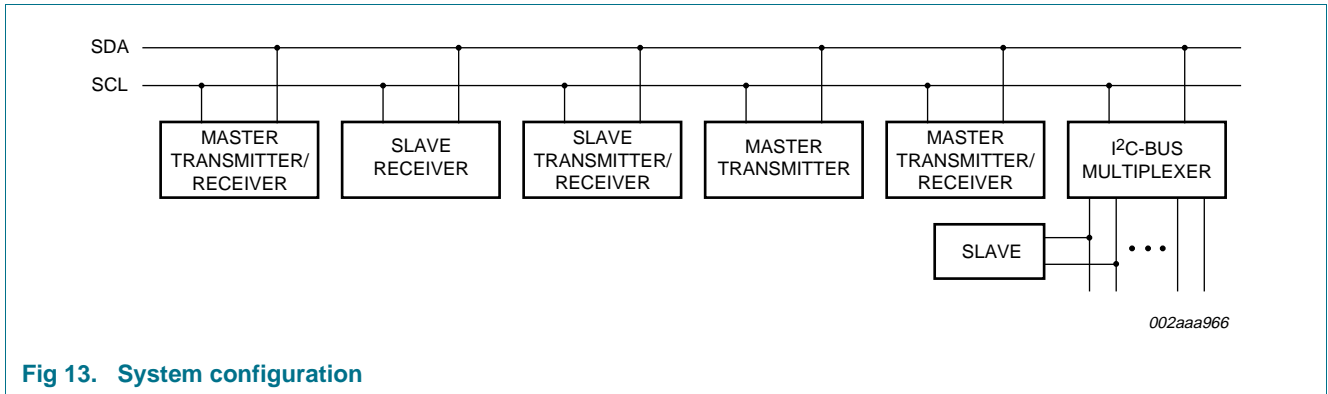 SDA
SCL
MASTER
TRANSMITTER/
RECEIVER
SLAVE
RECEIVER
SLAVE
TRANSMITTER/
RECEIVER
MASTER
TRANSMITTER
MASTER
TRANSMITTER/
RECEIVER
I²C-BUS
MULTIPLEXER
SLAVE
002aaa966
Fig 13. System configuration